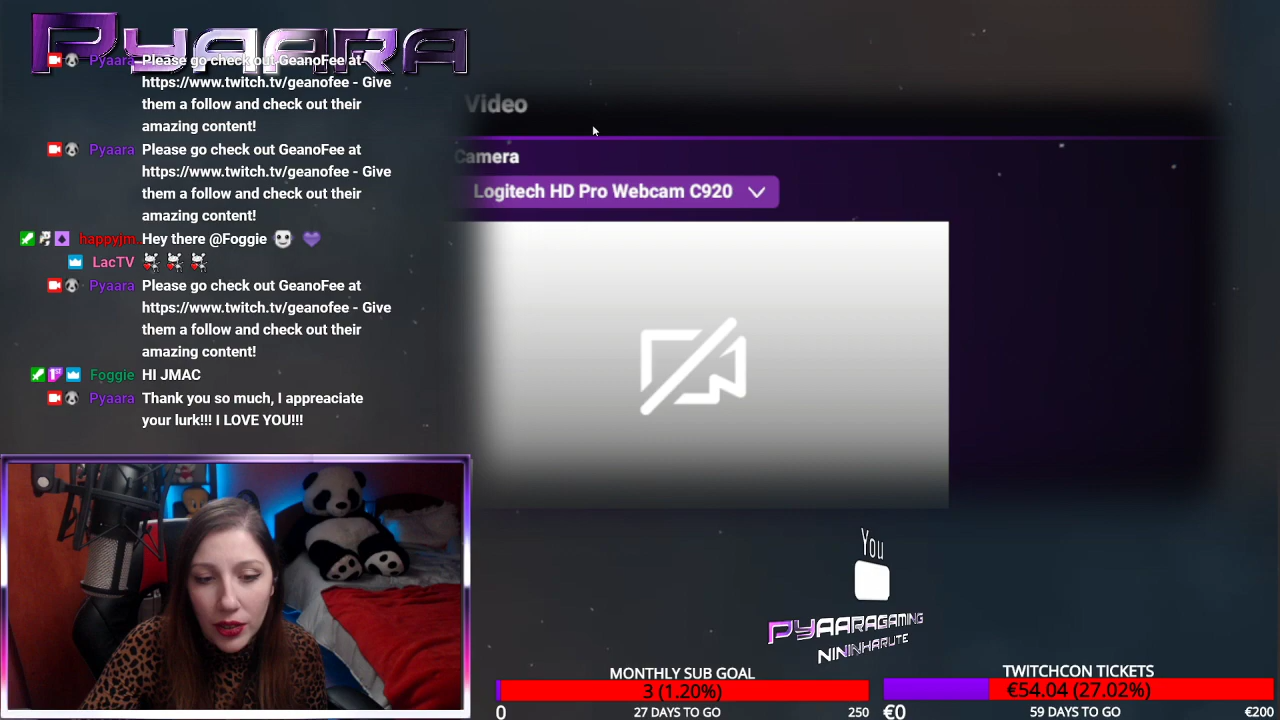 PYAARA
Pyaara Please go check out GeanoFee at
https://www.twitch.tv/geanofee - Give
them a follow and check out their
amazing content!
Pyaara Please go check out GeanoFee at
https://www.twitch.tv/geanofee - Give
them a follow and check out their
amazing content!
happyjm. Hey there @Foggie
LacTV
Pyaara Please go check out GeanoFee at
https://www.twitch.tv/geanofee - Give
them a follow and check out their
amazing content!
Foggie HI JMAC
Pyaara Thank you so much, I appreaciate
your lurk!!! I LOVE YOU!!!
Video
Camera
Logitech HD Pro Webcam C920
You
PYAARAGAMING
NININHARUTE
MONTHLY SUB GOAL
3 (1.20%)
0 27 DAYS TO GO 250
TWITCHCON TICKETS
€54.04 (27.02%)
€0 59 DAYS TO GO €200